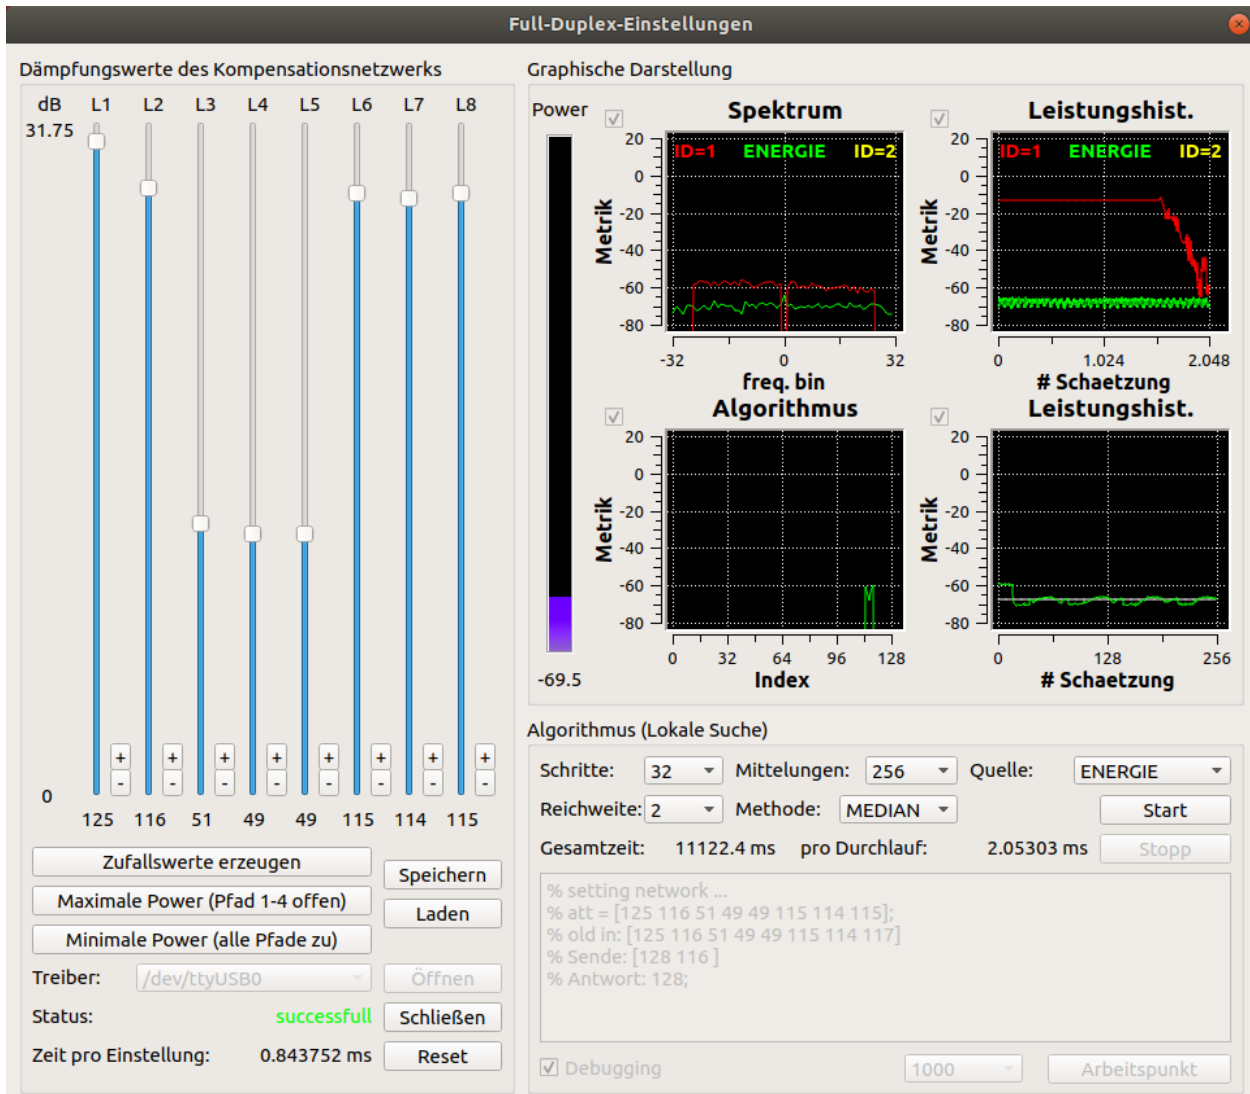 Full-Duplex-Einstellungen
Dämpfungswerte des Kompensationsnetzwerks
dB L1 L2 L3 L4 L5 L6 L7 L8
31.75
+ + + + + + + +
- - - - - - - -
0
125 116 51 49 49 115 114 115
Zufallswerte erzeugen
Speichern
Maximale Power (Pfad 1-4 offen)
Laden
Minimale Power (alle Pfade zu)
Treiber: /dev/ttyUSB0 Öffnen
Status: successfull Schließen
Zeit pro Einstellung: 0.843752 ms Reset
Graphische Darstellung
Power
-69.5
Spektrum
ID=1 ENERGIE ID=2
Metrik
20
0
-20
-40
-60
-80
-32 0 32
freq. bin
Leistungshist.
ID=1 ENERGIE ID=2
Metrik
20
0
-20
-40
-60
-80
0 1.024 2.048
# Schaetzung
Algorithmus
Metrik
20
0
-20
-40
-60
-80
0 32 64 96 128
Index
Leistungshist.
Metrik
20
0
-20
-40
-60
-80
0 128 256
# Schaetzung
Algorithmus (Lokale Suche)
Schritte: 32 Mittelungen: 256 Quelle: ENERGIE
Reichweite: 2 Methode: MEDIAN Start
Gesamtzeit: 11122.4 ms pro Durchlauf: 2.05303 ms Stopp
% setting network ...
% att = [125 116 51 49 49 115 114 115];
% old in: [125 116 51 49 49 115 114 117]
% Sende: [128 116 ]
% Antwort: 128;
Debugging 1000 Arbeitspunkt